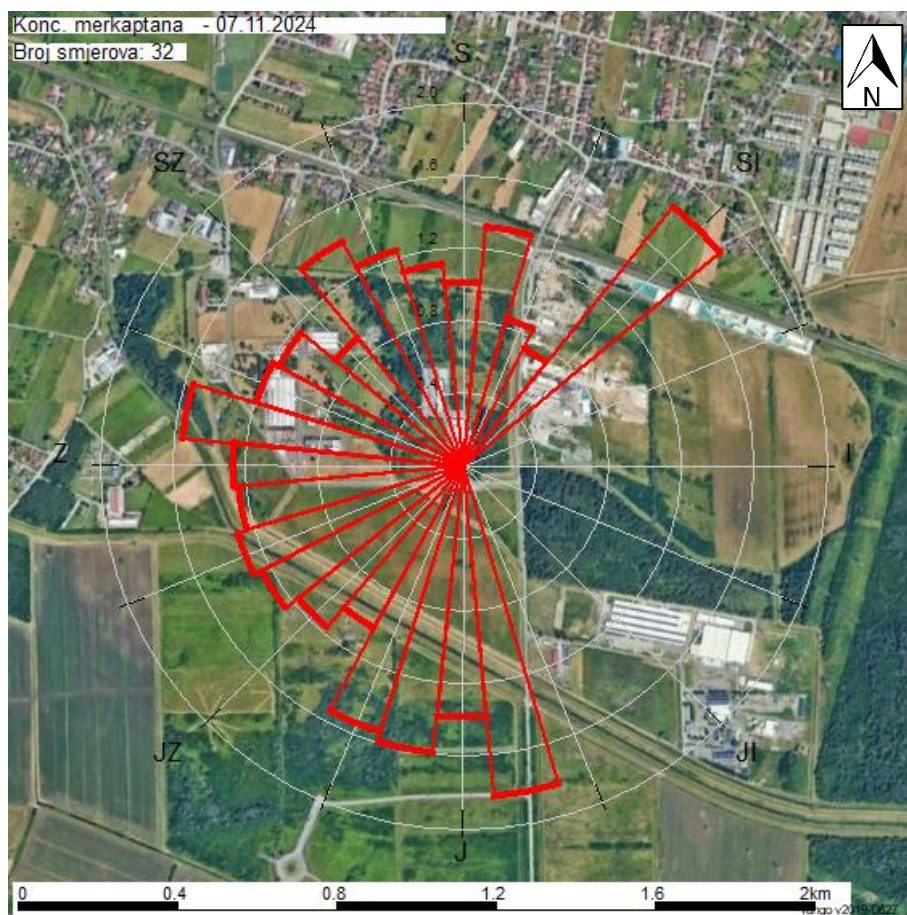 Konc. merkaptana - 07.11.2024
Broj smjerova: 32
S
N
2.0
SZ
SI
1.6
1.2
0.8
0.4
Z
I
JZ
JI
J
0 0.4 0.8 1.2 1.6 2km